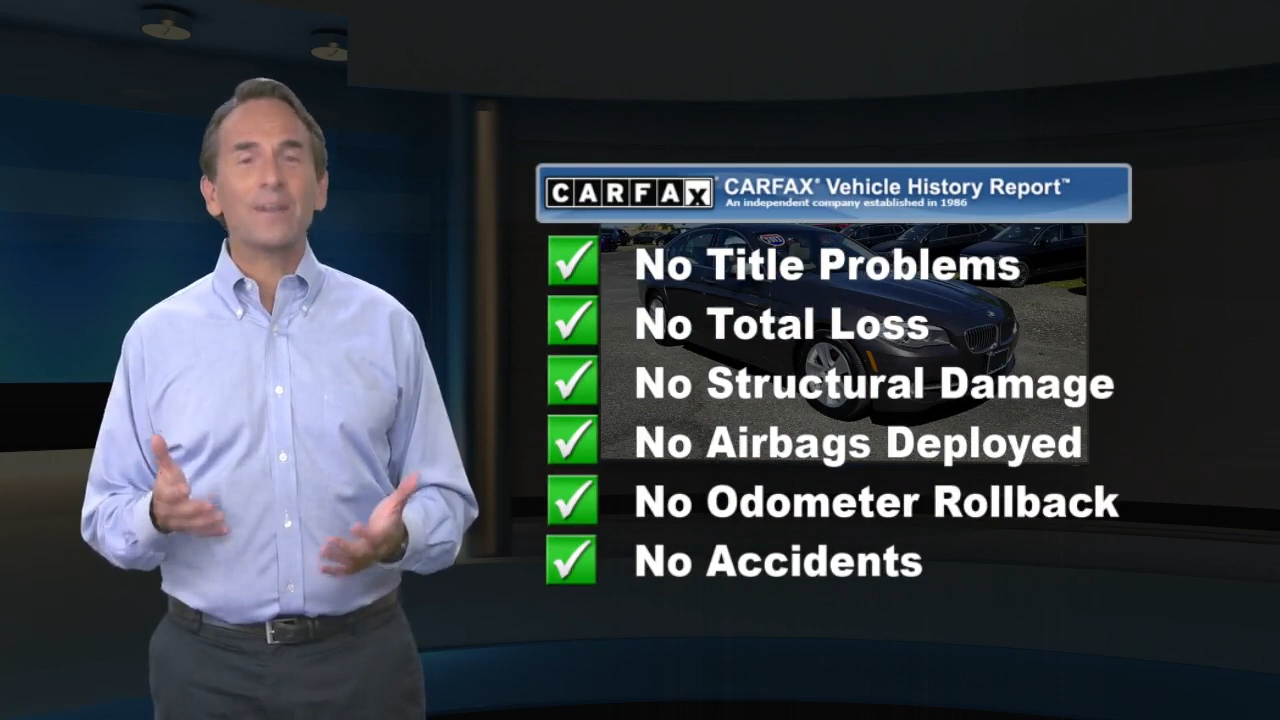 CARFAX
CARFAX® Vehicle History Report™
An independent company established in 1986
No Title Problems
No Total Loss
No Structural Damage
No Airbags Deployed
No Odometer Rollback
No Accidents